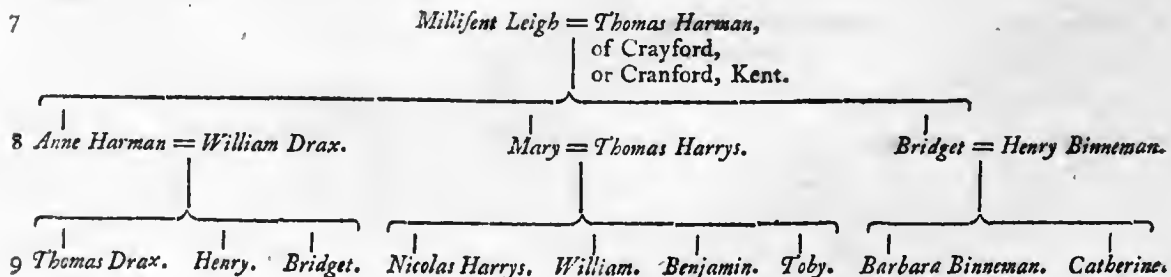 7 Milliſent Leigh = Thomas Harman,
of Crayford,
or Cranford, Kent.
8 Anne Harman = William Drax. Mary = Thomas Harrys. Bridget = Henry Binneman.
9 Thomas Drax. Henry. Bridget. Nicolas Harrys. William. Benjamin. Toby. Barbara Binneman. Catherine.